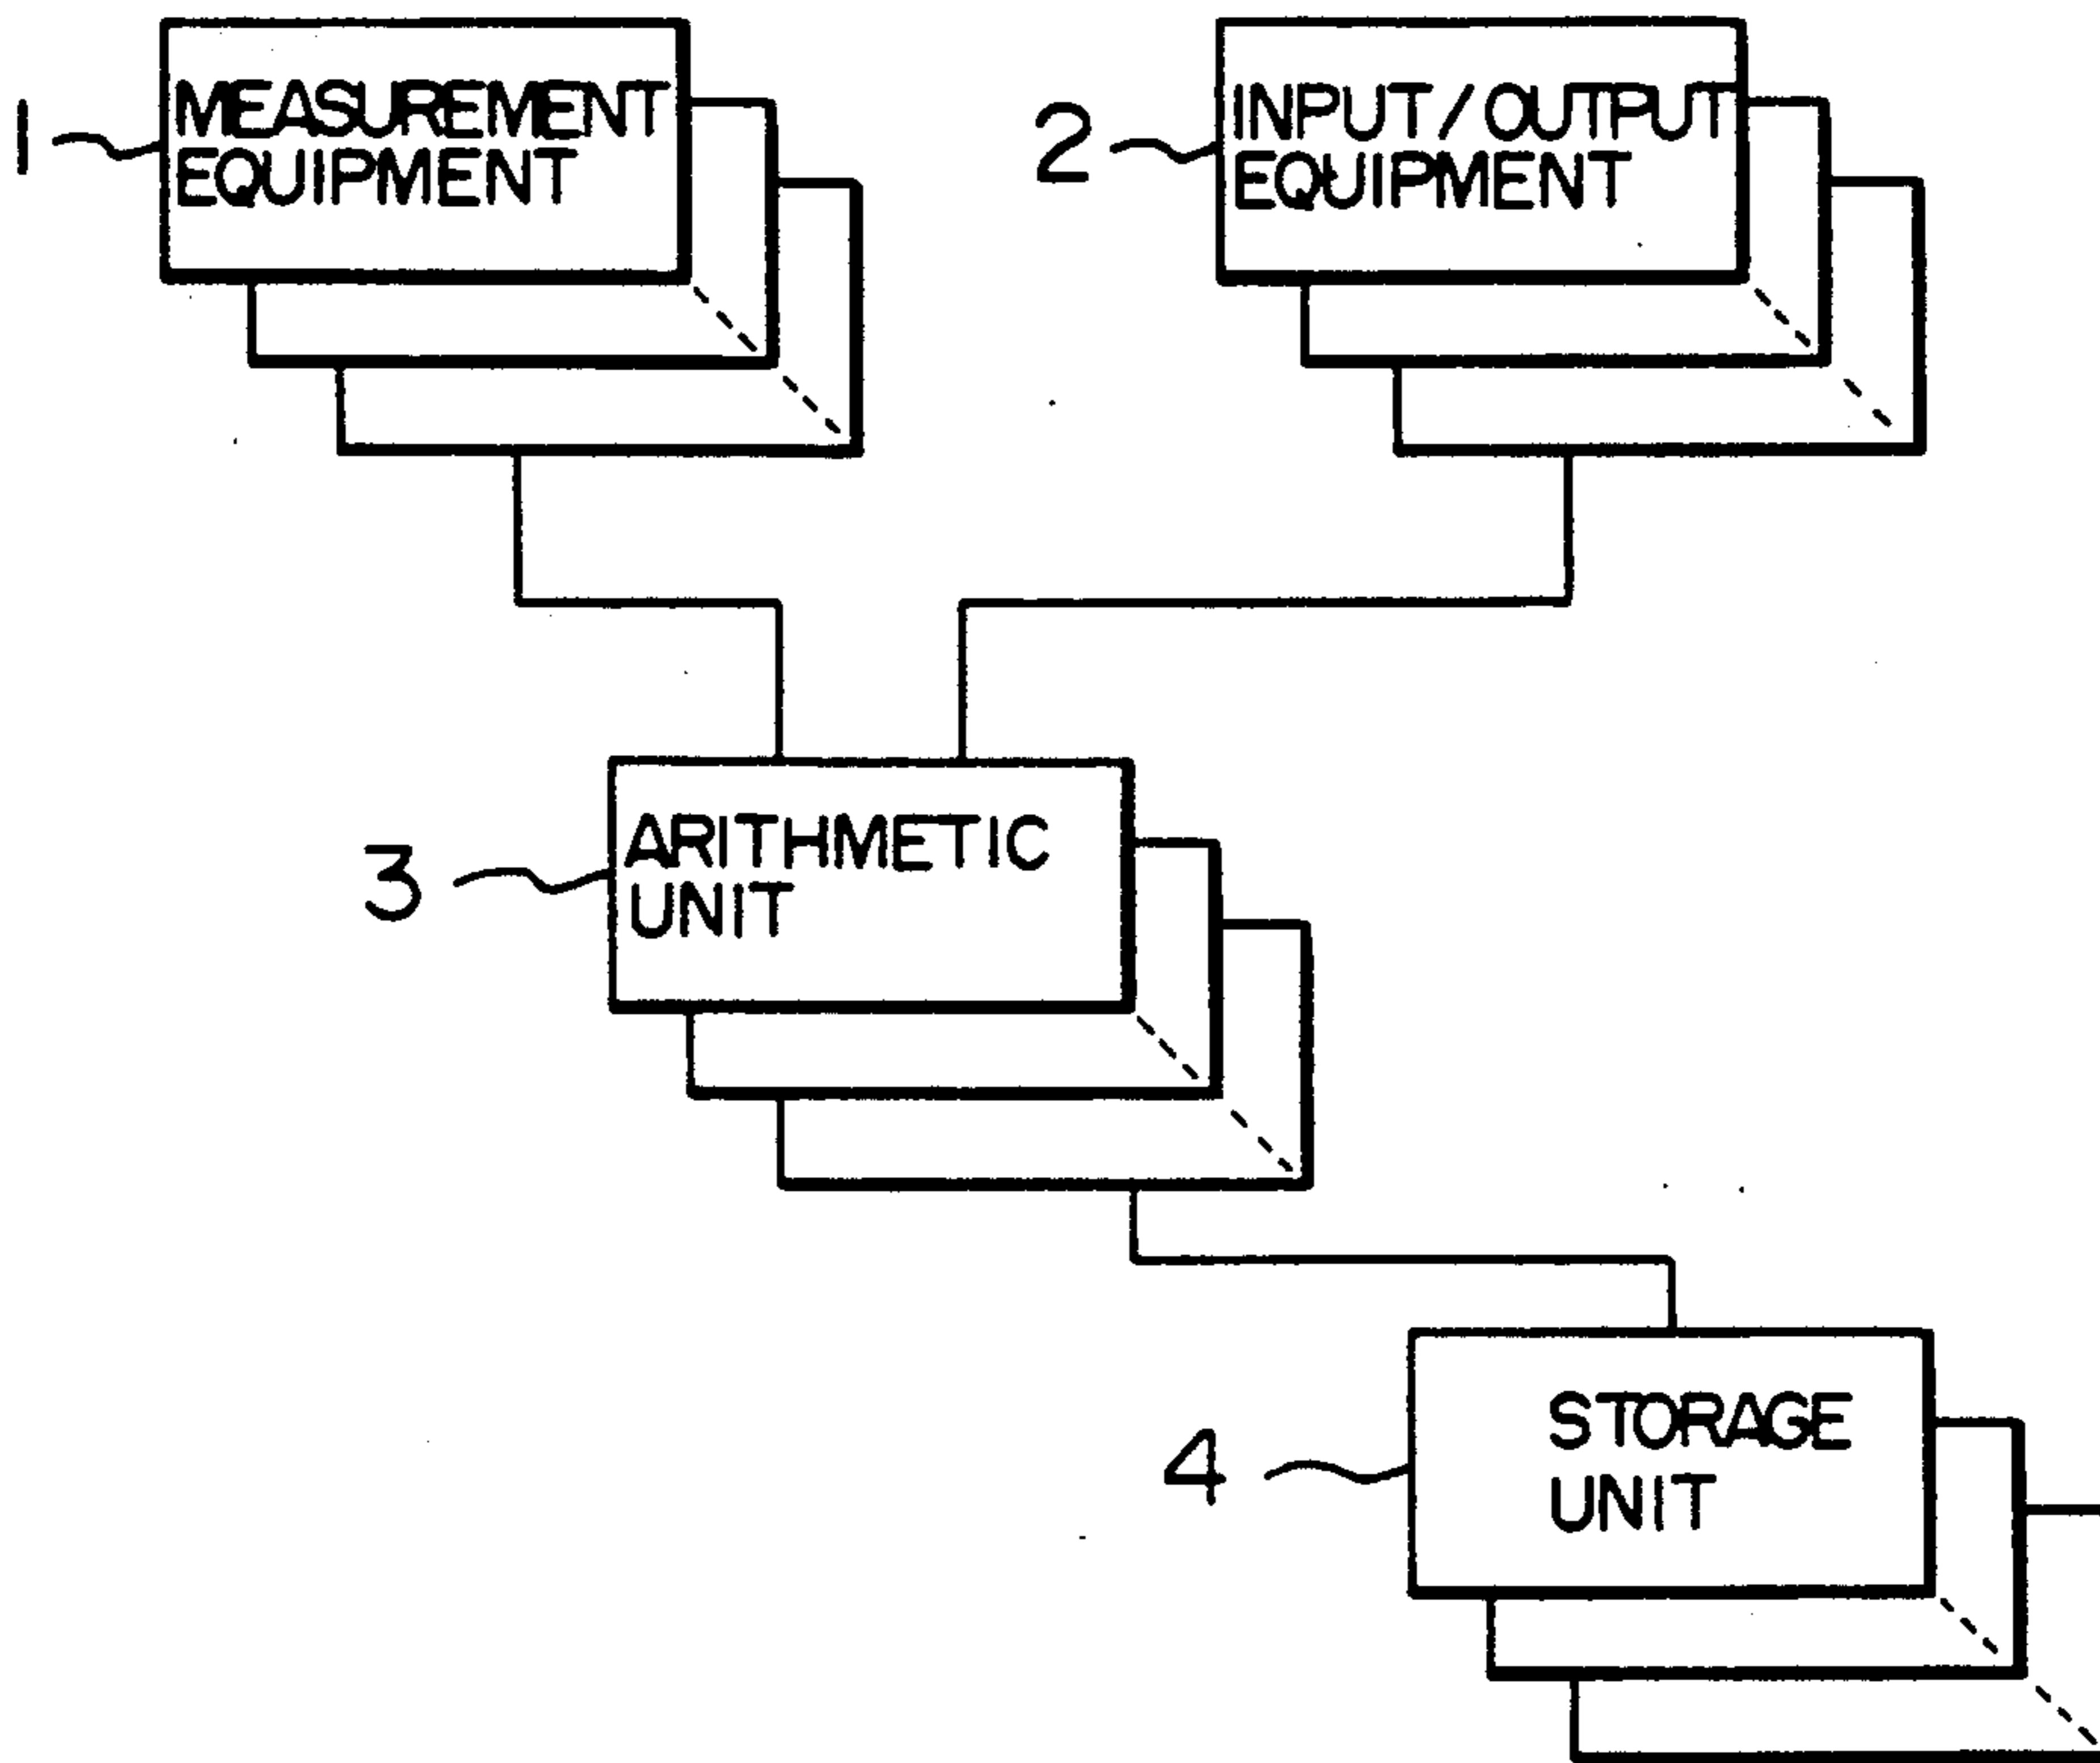 1
MEASUREMENT
EQUIPMENT
2
INPUT/OUTPUT
EQUIPMENT
3
ARITHMETIC
UNIT
4
STORAGE
UNIT